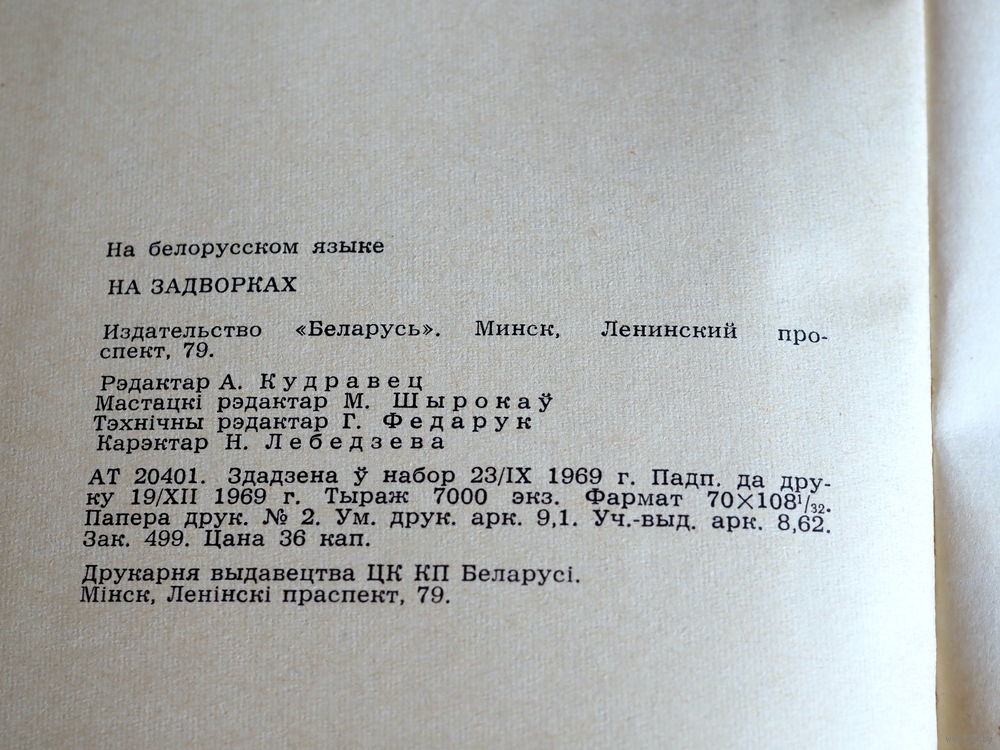 На белорусском языке
НА ЗАДВОРКАХ
Издательство «Беларусь». Минск, Ленинский про-
спект, 79.
Рэдактар А. Кудравец
Мастацкі рэдактар М. Шырокаў
Тэхнічны рэдактар Г. Федарук
Карэктар Н. Лебедзева
АТ 20401. Здадзена ў набор 23/IX 1969 г. Падп. да дру-
ку 19/XII 1969 г. Тыраж 7000 экз. Фармат 70×108¹/₃₂.
Папера друк. № 2. Ум. друк. арк. 9,1. Уч.-выд. арк. 8,62.
Зак. 499. Цана 36 кап.
Друкарня выдавецтва ЦК КП Беларусі.
Мінск, Ленінскі праспект, 79.